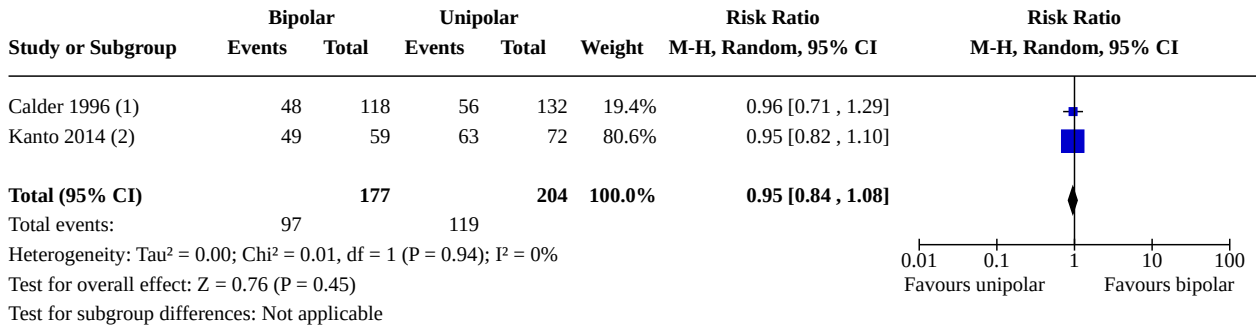 Bipolar Unipolar Risk Ratio Risk Ratio
Study or Subgroup Events Total Events Total Weight M-H, Random, 95% CI M-H, Random, 95% CI
Calder 1996 (1) 48 118 56 132 19.4% 0.96 [0.71 , 1.29]
Kanto 2014 (2) 49 59 63 72 80.6% 0.95 [0.82 , 1.10]
Total (95% CI) 177 204 100.0% 0.95 [0.84 , 1.08]
Total events: 97 119
Heterogeneity: Tau² = 0.00; Chi² = 0.01, df = 1 (P = 0.94); I² = 0%
Test for overall effect: Z = 0.76 (P = 0.45)
Test for subgroup differences: Not applicable
0.01 0.1 1 10 100
Favours unipolar Favours bipolar